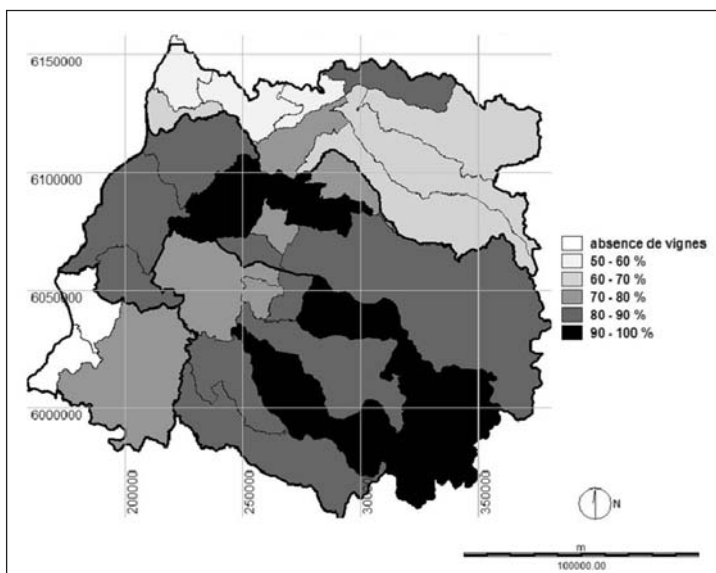 6150000
6100000
6050000
6000000
200000
250000
300000
350000
absence de vignes
50 - 60 %
60 - 70 %
70 - 80 %
80 - 90 %
90 - 100 %
N
m
100000.00